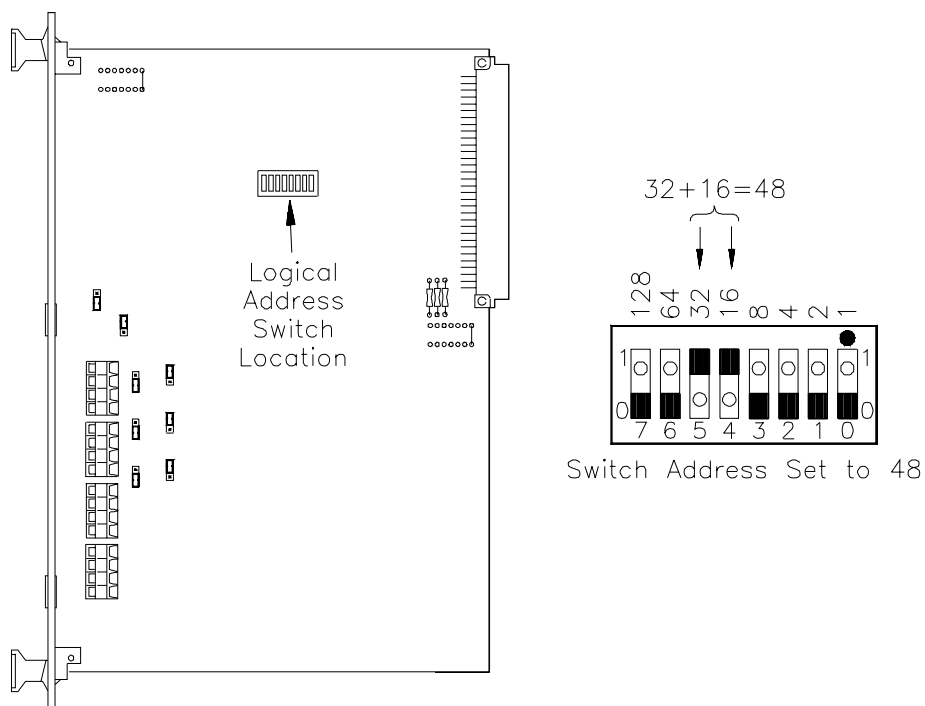 Logical
Address
Switch
Location
32+16=48
128 64 32 16 8 4 2 1
1 1
0 0
7 6 5 4 3 2 1 0
Switch Address Set to 48